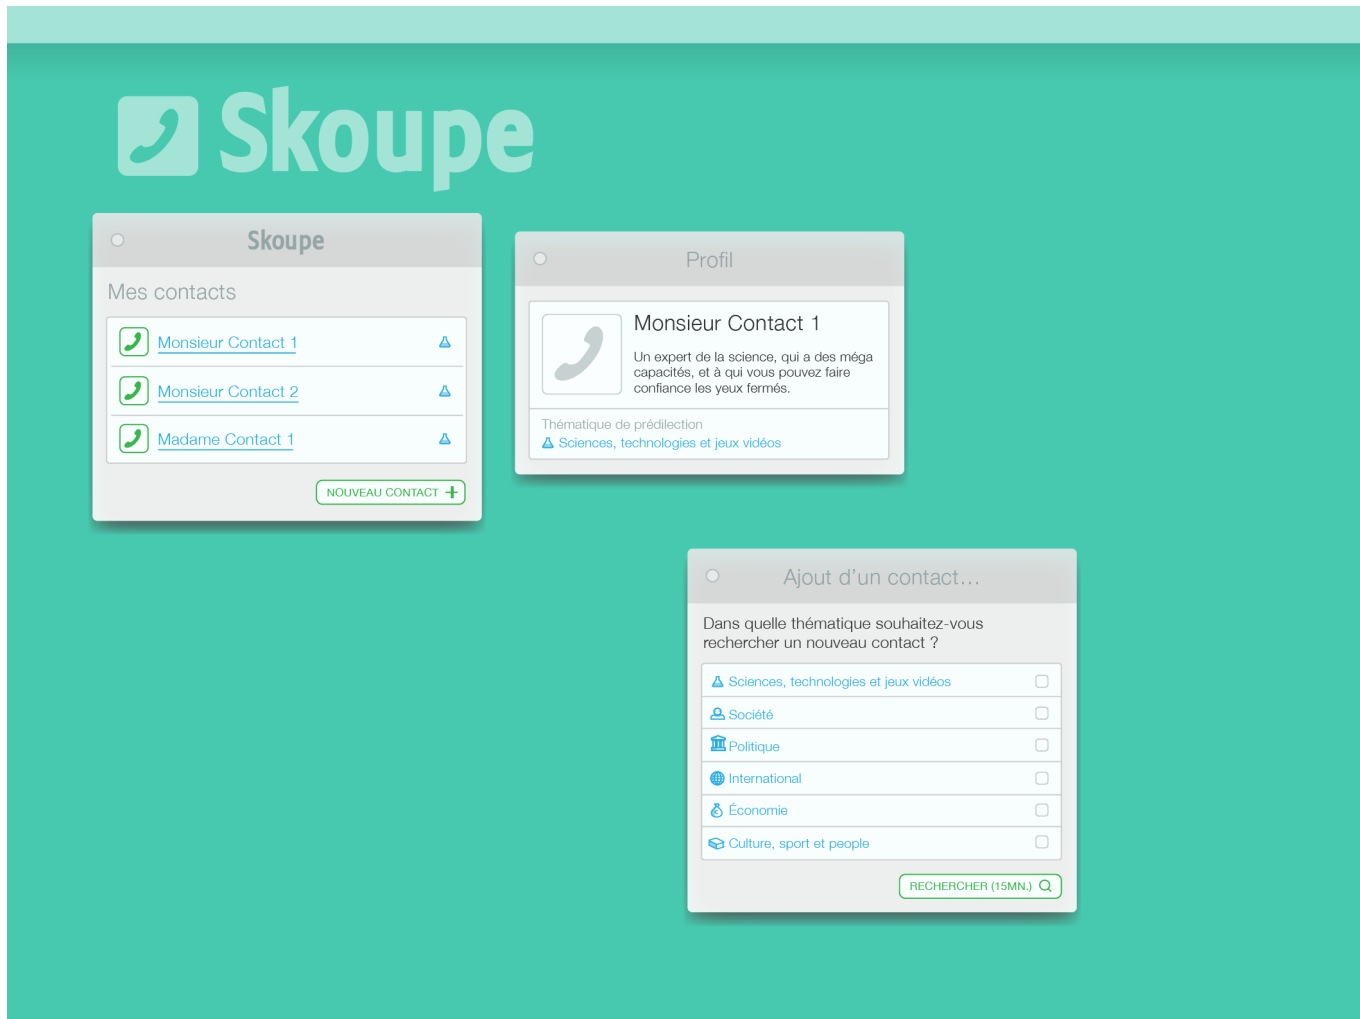 Skoupe
Skoupe
Mes contacts
Monsieur Contact 1
Monsieur Contact 2
Madame Contact 1
NOUVEAU CONTACT
Profil
Monsieur Contact 1
Un expert de la science, qui a des méga
capacités, et à qui vous pouvez faire
confiance les yeux fermés.
Thématique de prédilection
Sciences, technologies et jeux vidéos
Ajout d’un contact…
Dans quelle thématique souhaitez-vous
rechercher un nouveau contact ?
Sciences, technologies et jeux vidéos
Société
Politique
International
Économie
Culture, sport et people
RECHERCHER (15MN.)